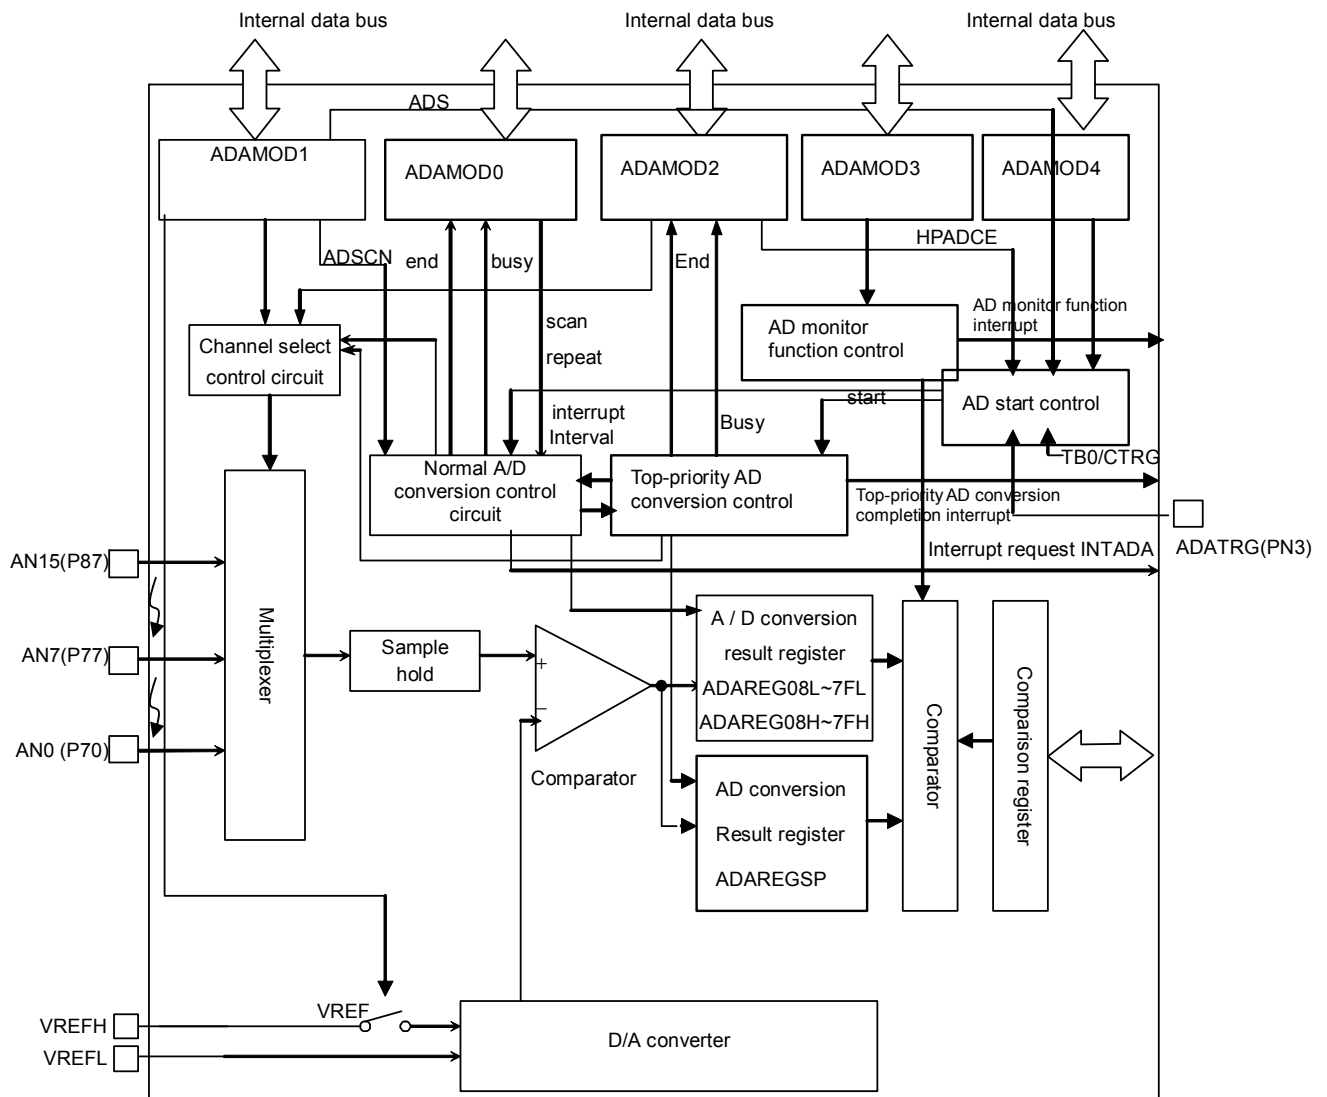 Internal data bus
Internal data bus
Internal data bus
ADS
ADAMOD1
ADAMOD0
ADAMOD2
ADAMOD3
ADAMOD4
HPADCE
ADSCN
end
busy
End
AD monitor function
interrupt
scan
repeat
AD monitor
function control
Channel select
control circuit
start
AD start control
interrupt
Interval
Busy
TB0/CTRG
Normal A/D
conversion control
circuit
Top-priority AD
conversion control
Top-priority AD conversion
completion interrupt
ADATRG(PN3)
Interrupt request INTADA
AN15(P87)
AN7(P77)
AN0 (P70)
Multiplexer
Sample
hold
+
−
Comparator
A / D conversion
result register
ADAREG08L~7FL
ADAREG08H~7FH
AD conversion
Result register
ADAREGSP
Comparator
Comparison register
VREF
VREFH
VREFL
D/A converter